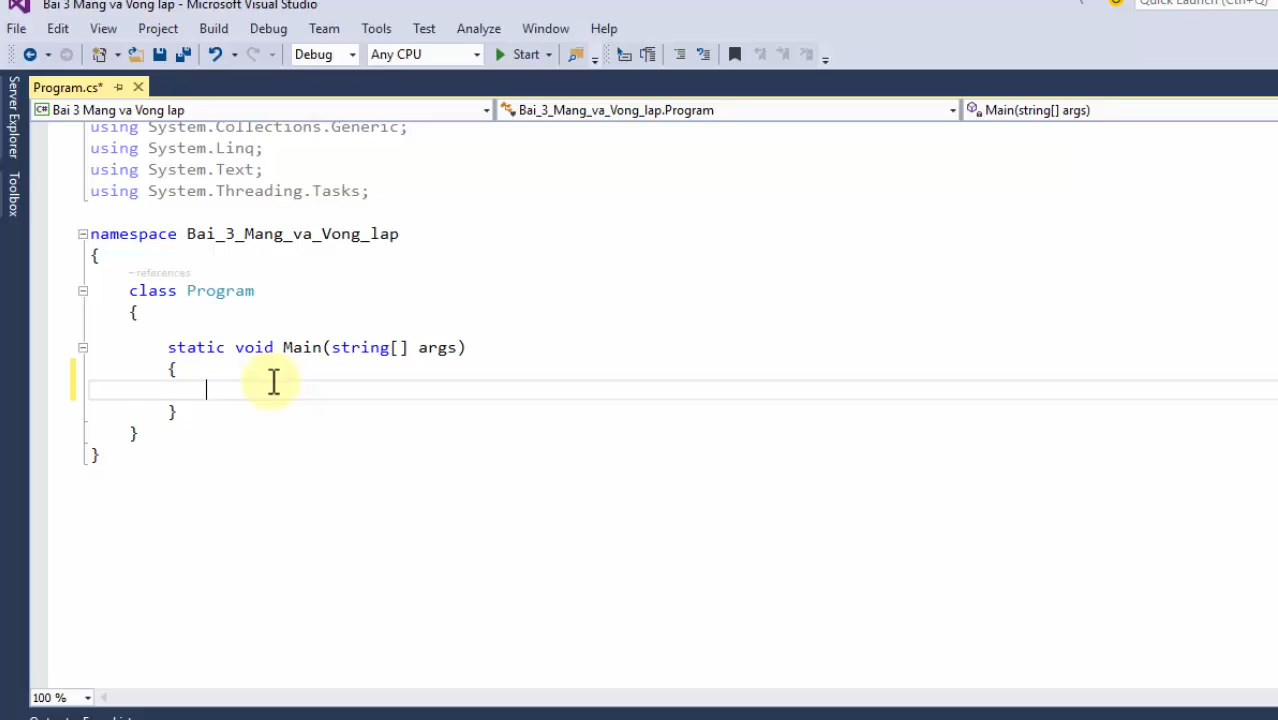 Bai 3 Mang va Vong lap - Microsoft Visual Studio
Quick Launch (Ctrl+Q)
File Edit View Project Build Debug Team Tools Test Analyze Window Help
Debug Any CPU Start
Program.cs*
Bai 3 Mang va Vong lap Bai_3_Mang_va_Vong_lap.Program Main(string[] args)
Server Explorer
Toolbox
using System.Collections.Generic;
using System.Linq;
using System.Text;
using System.Threading.Tasks;
namespace Bai_3_Mang_va_Vong_lap
{
references
class Program
{
static void Main(string[] args)
{
}
}
}
100 %